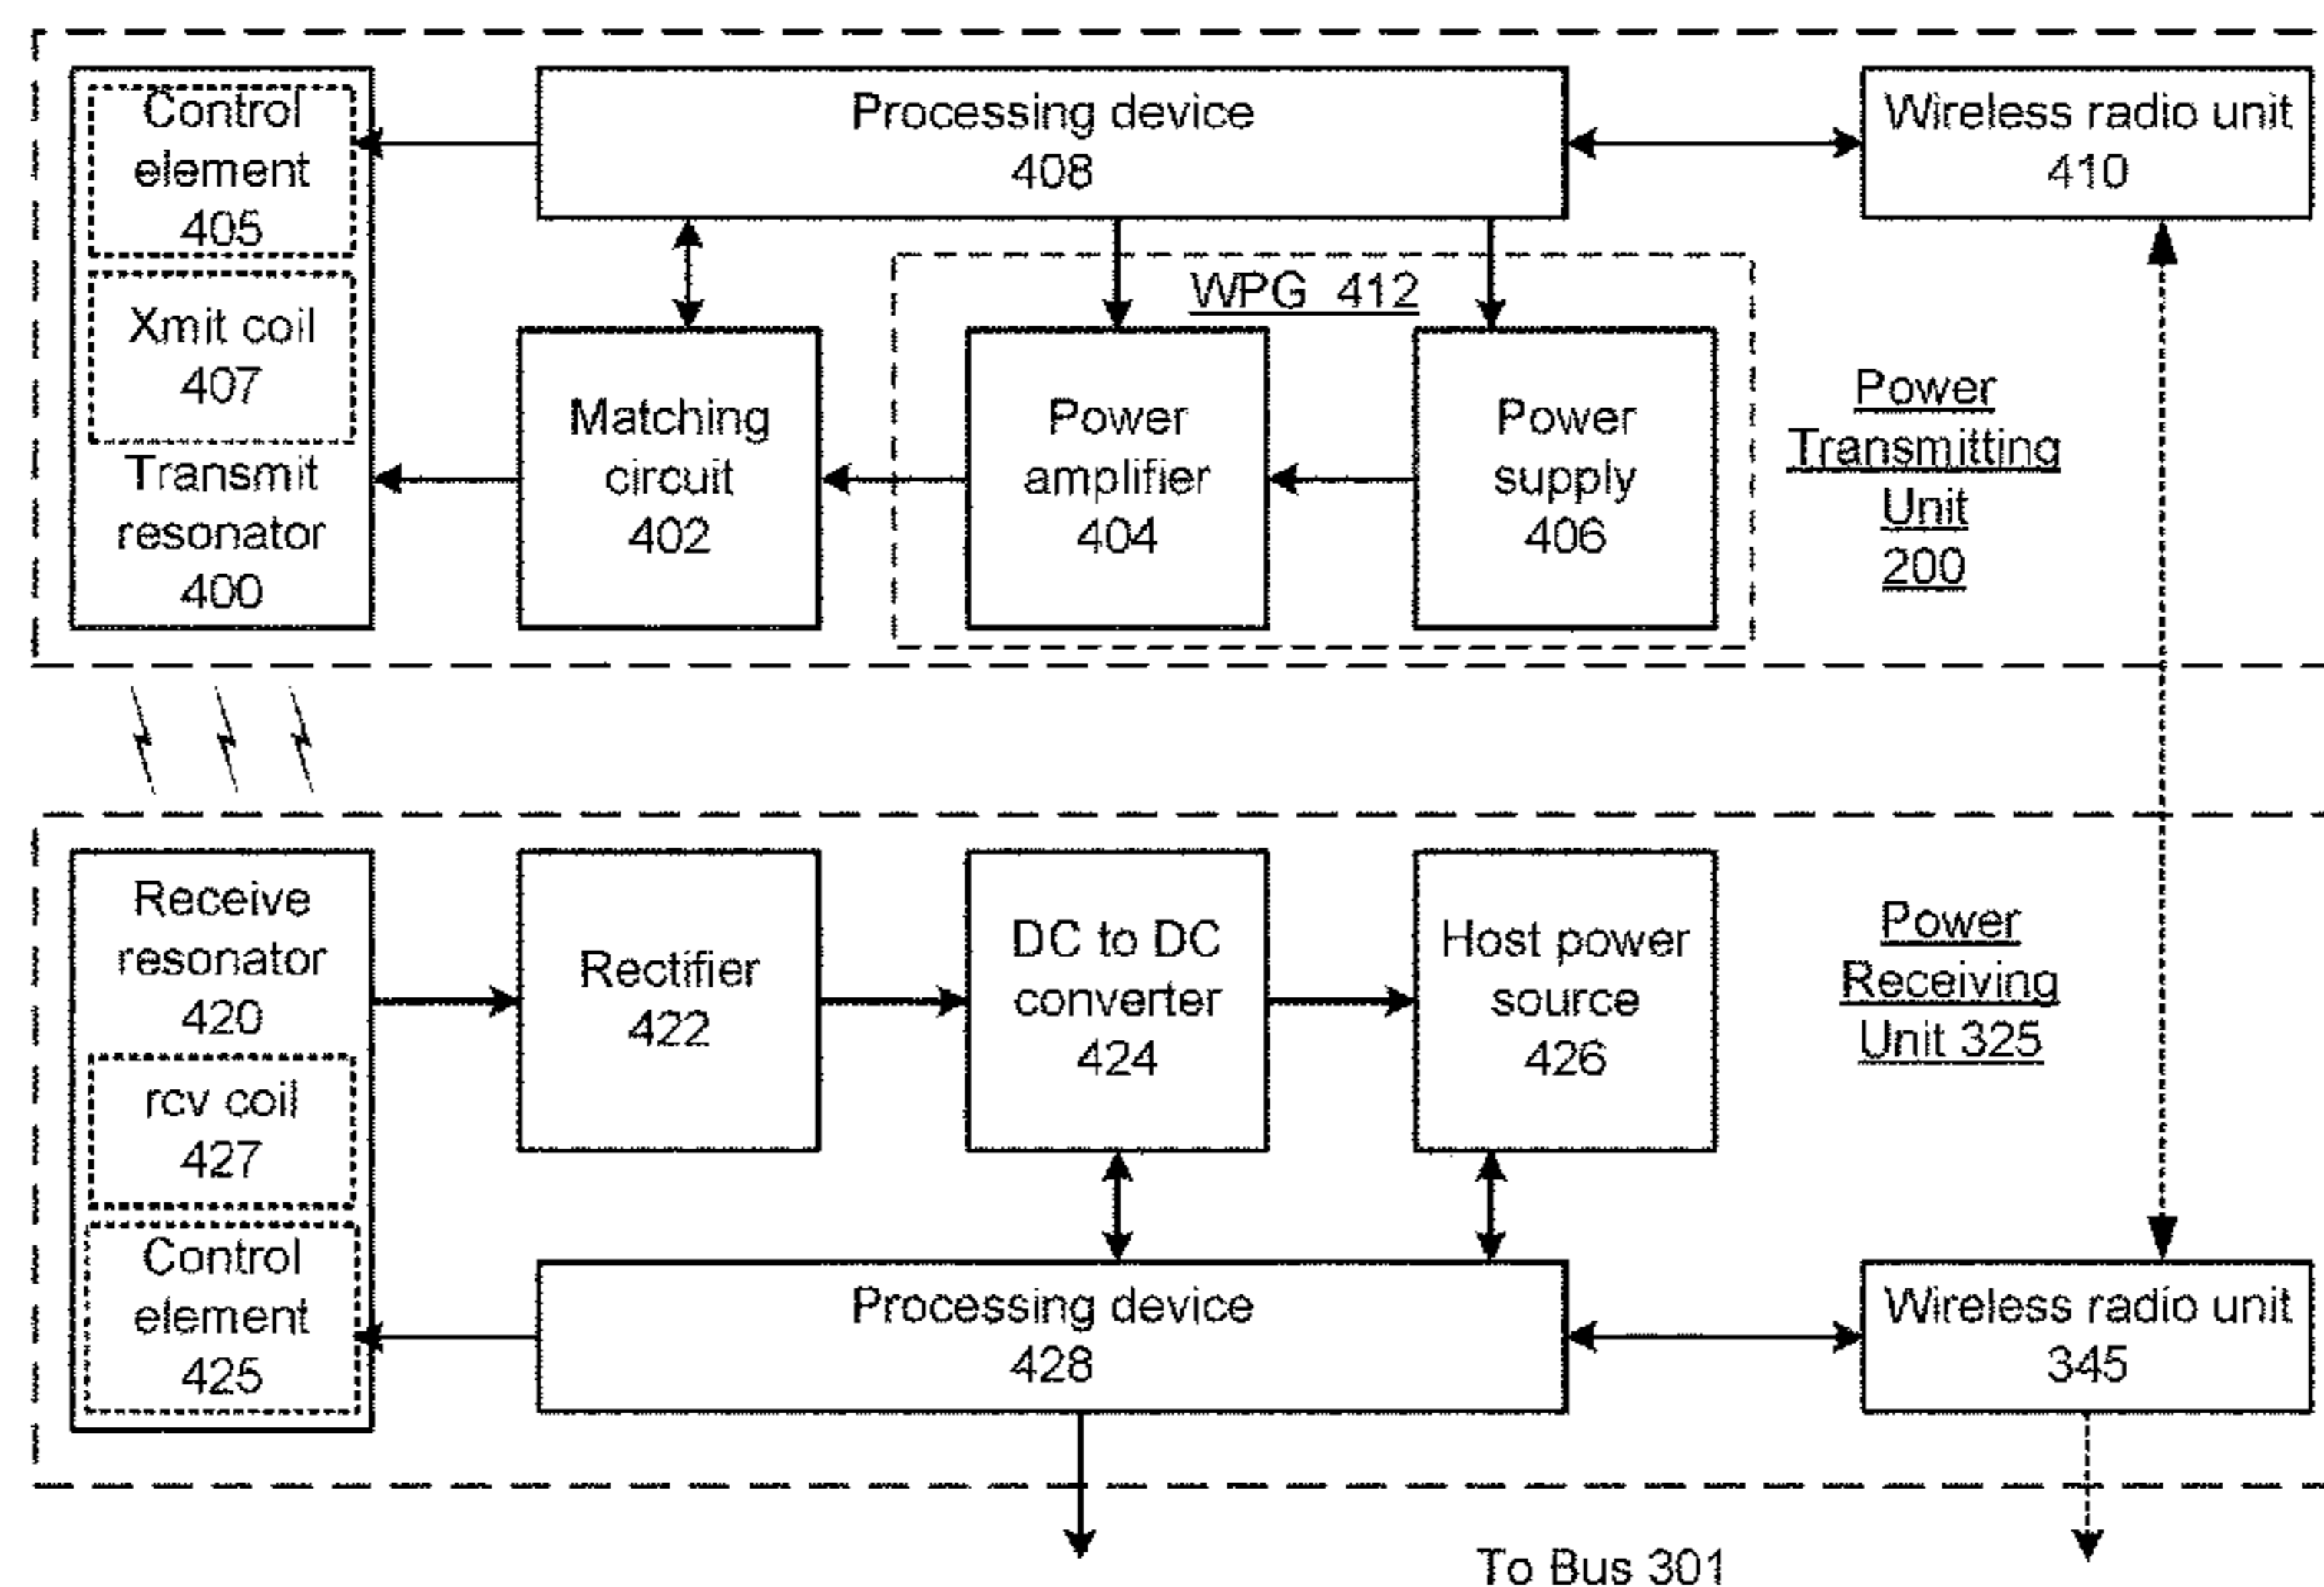 Control
element
405
Xmit coil
407
Transmit
resonator
400
Processing device
408
Wireless radio unit
410
WPG 412
Matching
circuit
402
Power
amplifier
404
Power
supply
406
Power
Transmitting
Unit
200
Receive
resonator
420
rcv coil
427
Control
element
425
Rectifier
422
DC to DC
converter
424
Host power
source
426
Power
Receiving
Unit 325
Processing device
428
Wireless radio unit
345
To Bus 301